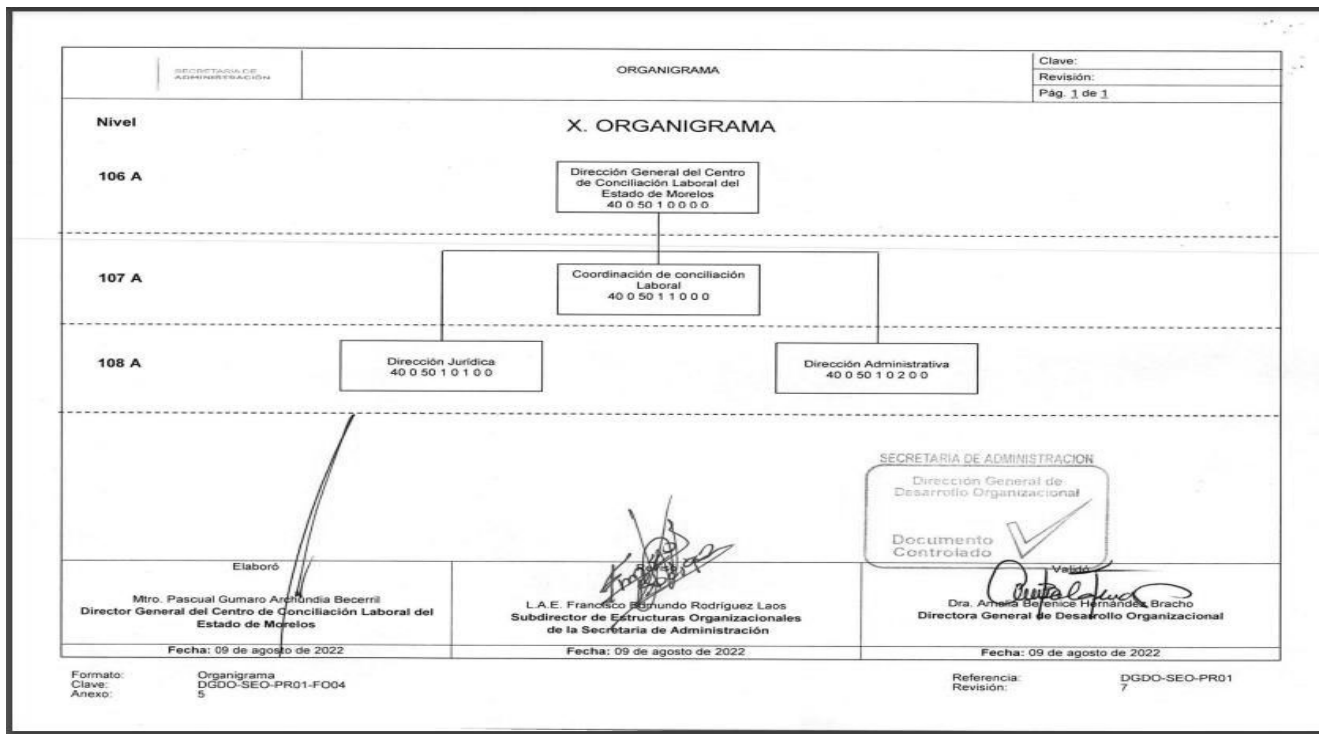 SECRETARIA DE
ADMINISTRACIÓN
ORGANIGRAMA
Clave:
Revisión:
Pág. 1 de 1
Nivel
X. ORGANIGRAMA
106 A
Dirección General del Centro
de Conciliación Laboral del
Estado de Morelos
40 0 50 1 0 0 0 0
107 A
Coordinación de conciliación
Laboral
40 0 50 1 1 0 0 0
108 A
Dirección Jurídica
40 0 50 1 0 1 0 0
Dirección Administrativa
40 0 50 1 0 2 0 0
SECRETARIA DE ADMINISTRACION
Dirección General de
Desarrollo Organizacional
Documento
Controlado
Elaboró
Mtro. Pascual Gumaro Archundia Becerril
Director General del Centro de Conciliación Laboral del
Estado de Morelos
Fecha: 09 de agosto de 2022
L.A.E. Francisco Edmundo Rodríguez Laos
Subdirector de Estructuras Organizacionales
de la Secretaría de Administración
Fecha: 09 de agosto de 2022
Validó
Dra. Amelia Berenice Hernández Bracho
Directora General de Desarrollo Organizacional
Fecha: 09 de agosto de 2022
Formato: Organigrama
Clave: DGDO-SEO-PR01-FO04
Anexo: 5
Referencia: DGDO-SEO-PR01
Revisión: 7